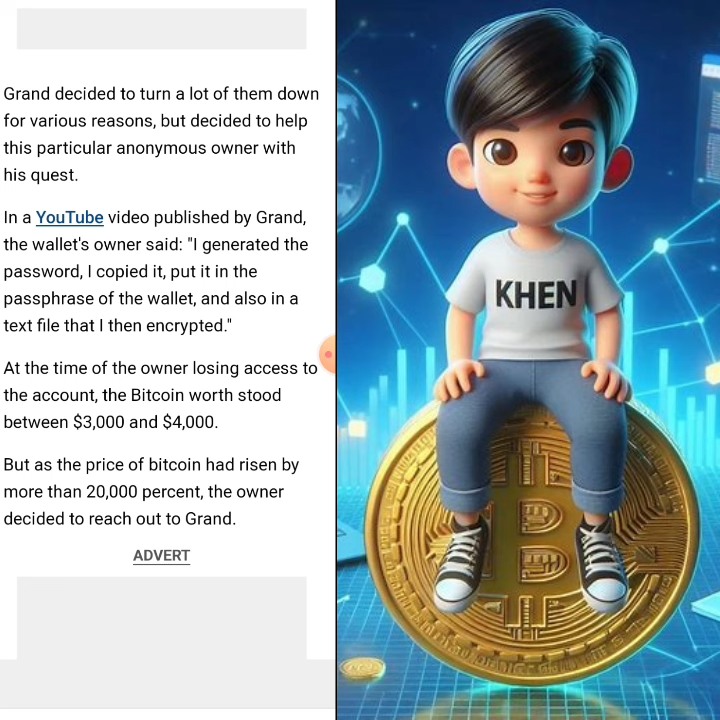 Grand decided to turn a lot of them down
for various reasons, but decided to help
this particular anonymous owner with
his quest.
In a YouTube video published by Grand,
the wallet's owner said: "I generated the
password, I copied it, put it in the
passphrase of the wallet, and also in a
text file that I then encrypted."
At the time of the owner losing access to
the account, the Bitcoin worth stood
between $3,000 and $4,000.
But as the price of bitcoin had risen by
more than 20,000 percent, the owner
decided to reach out to Grand.
ADVERT
KHEN